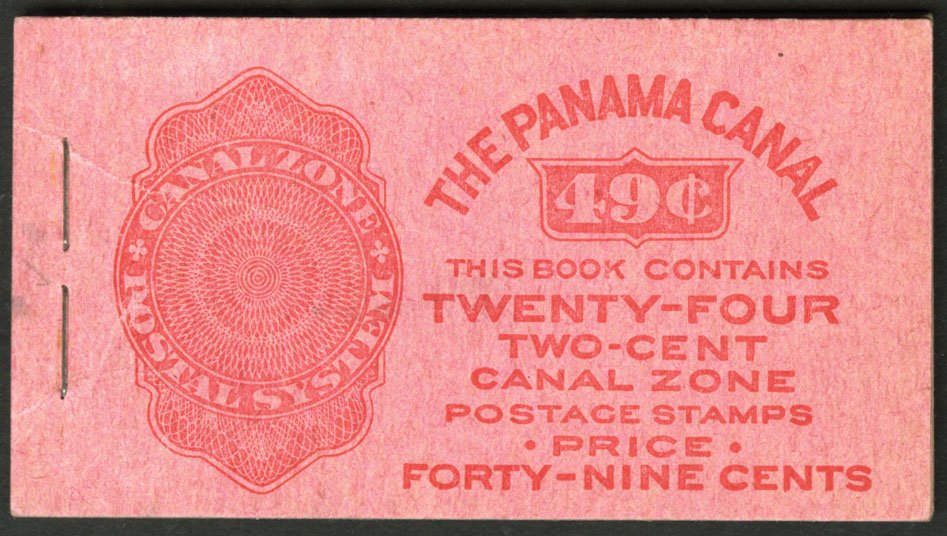 CANAL ZONE
POSTAL SYSTEM
THE PANAMA CANAL
49¢
THIS BOOK CONTAINS
TWENTY-FOUR
TWO-CENT
CANAL ZONE
POSTAGE STAMPS
• PRICE •
FORTY-NINE CENTS